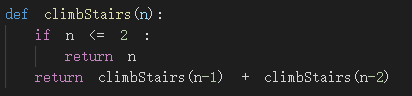 def climbStairs(n):
    if n <= 2 :
        return n
    return climbStairs(n-1) + climbStairs(n-2)